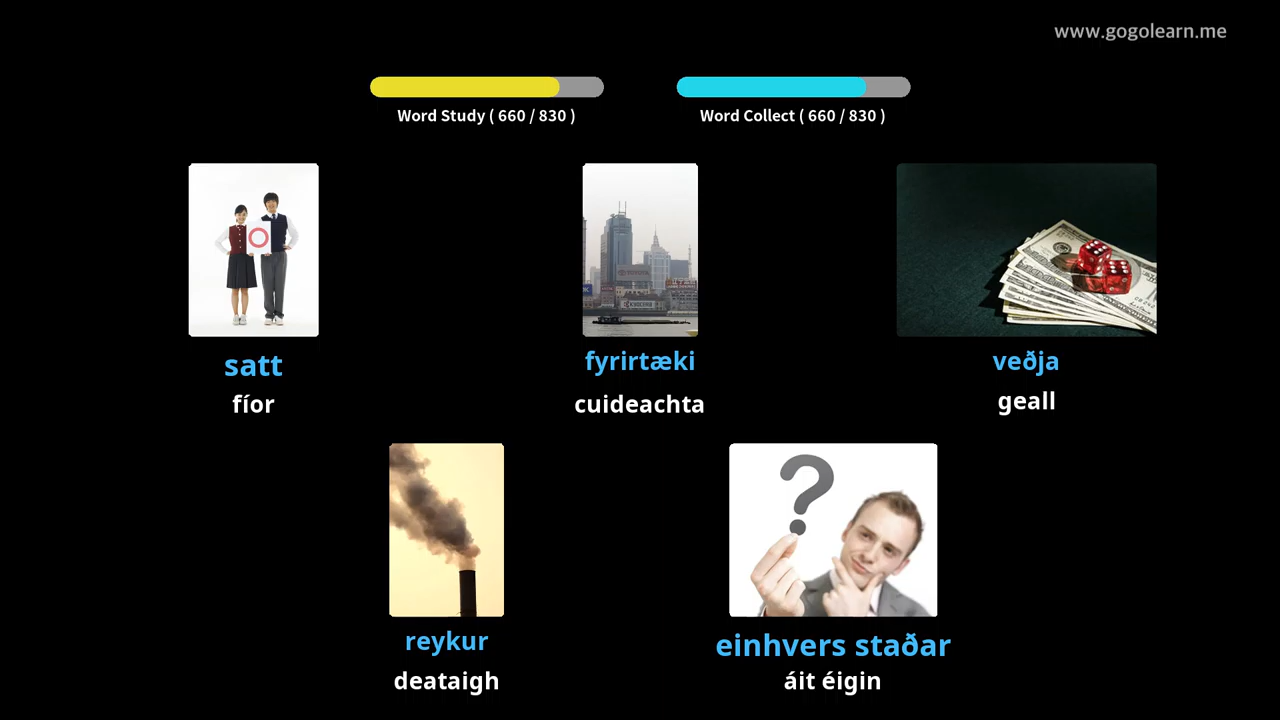 www.gogolearn.me
Word Study ( 660 / 830 )
Word Collect ( 660 / 830 )
satt
fyrirtæki
veðja
fíor
cuideachta
geall
reykur
einhvers staðar
deataigh
áit éigin